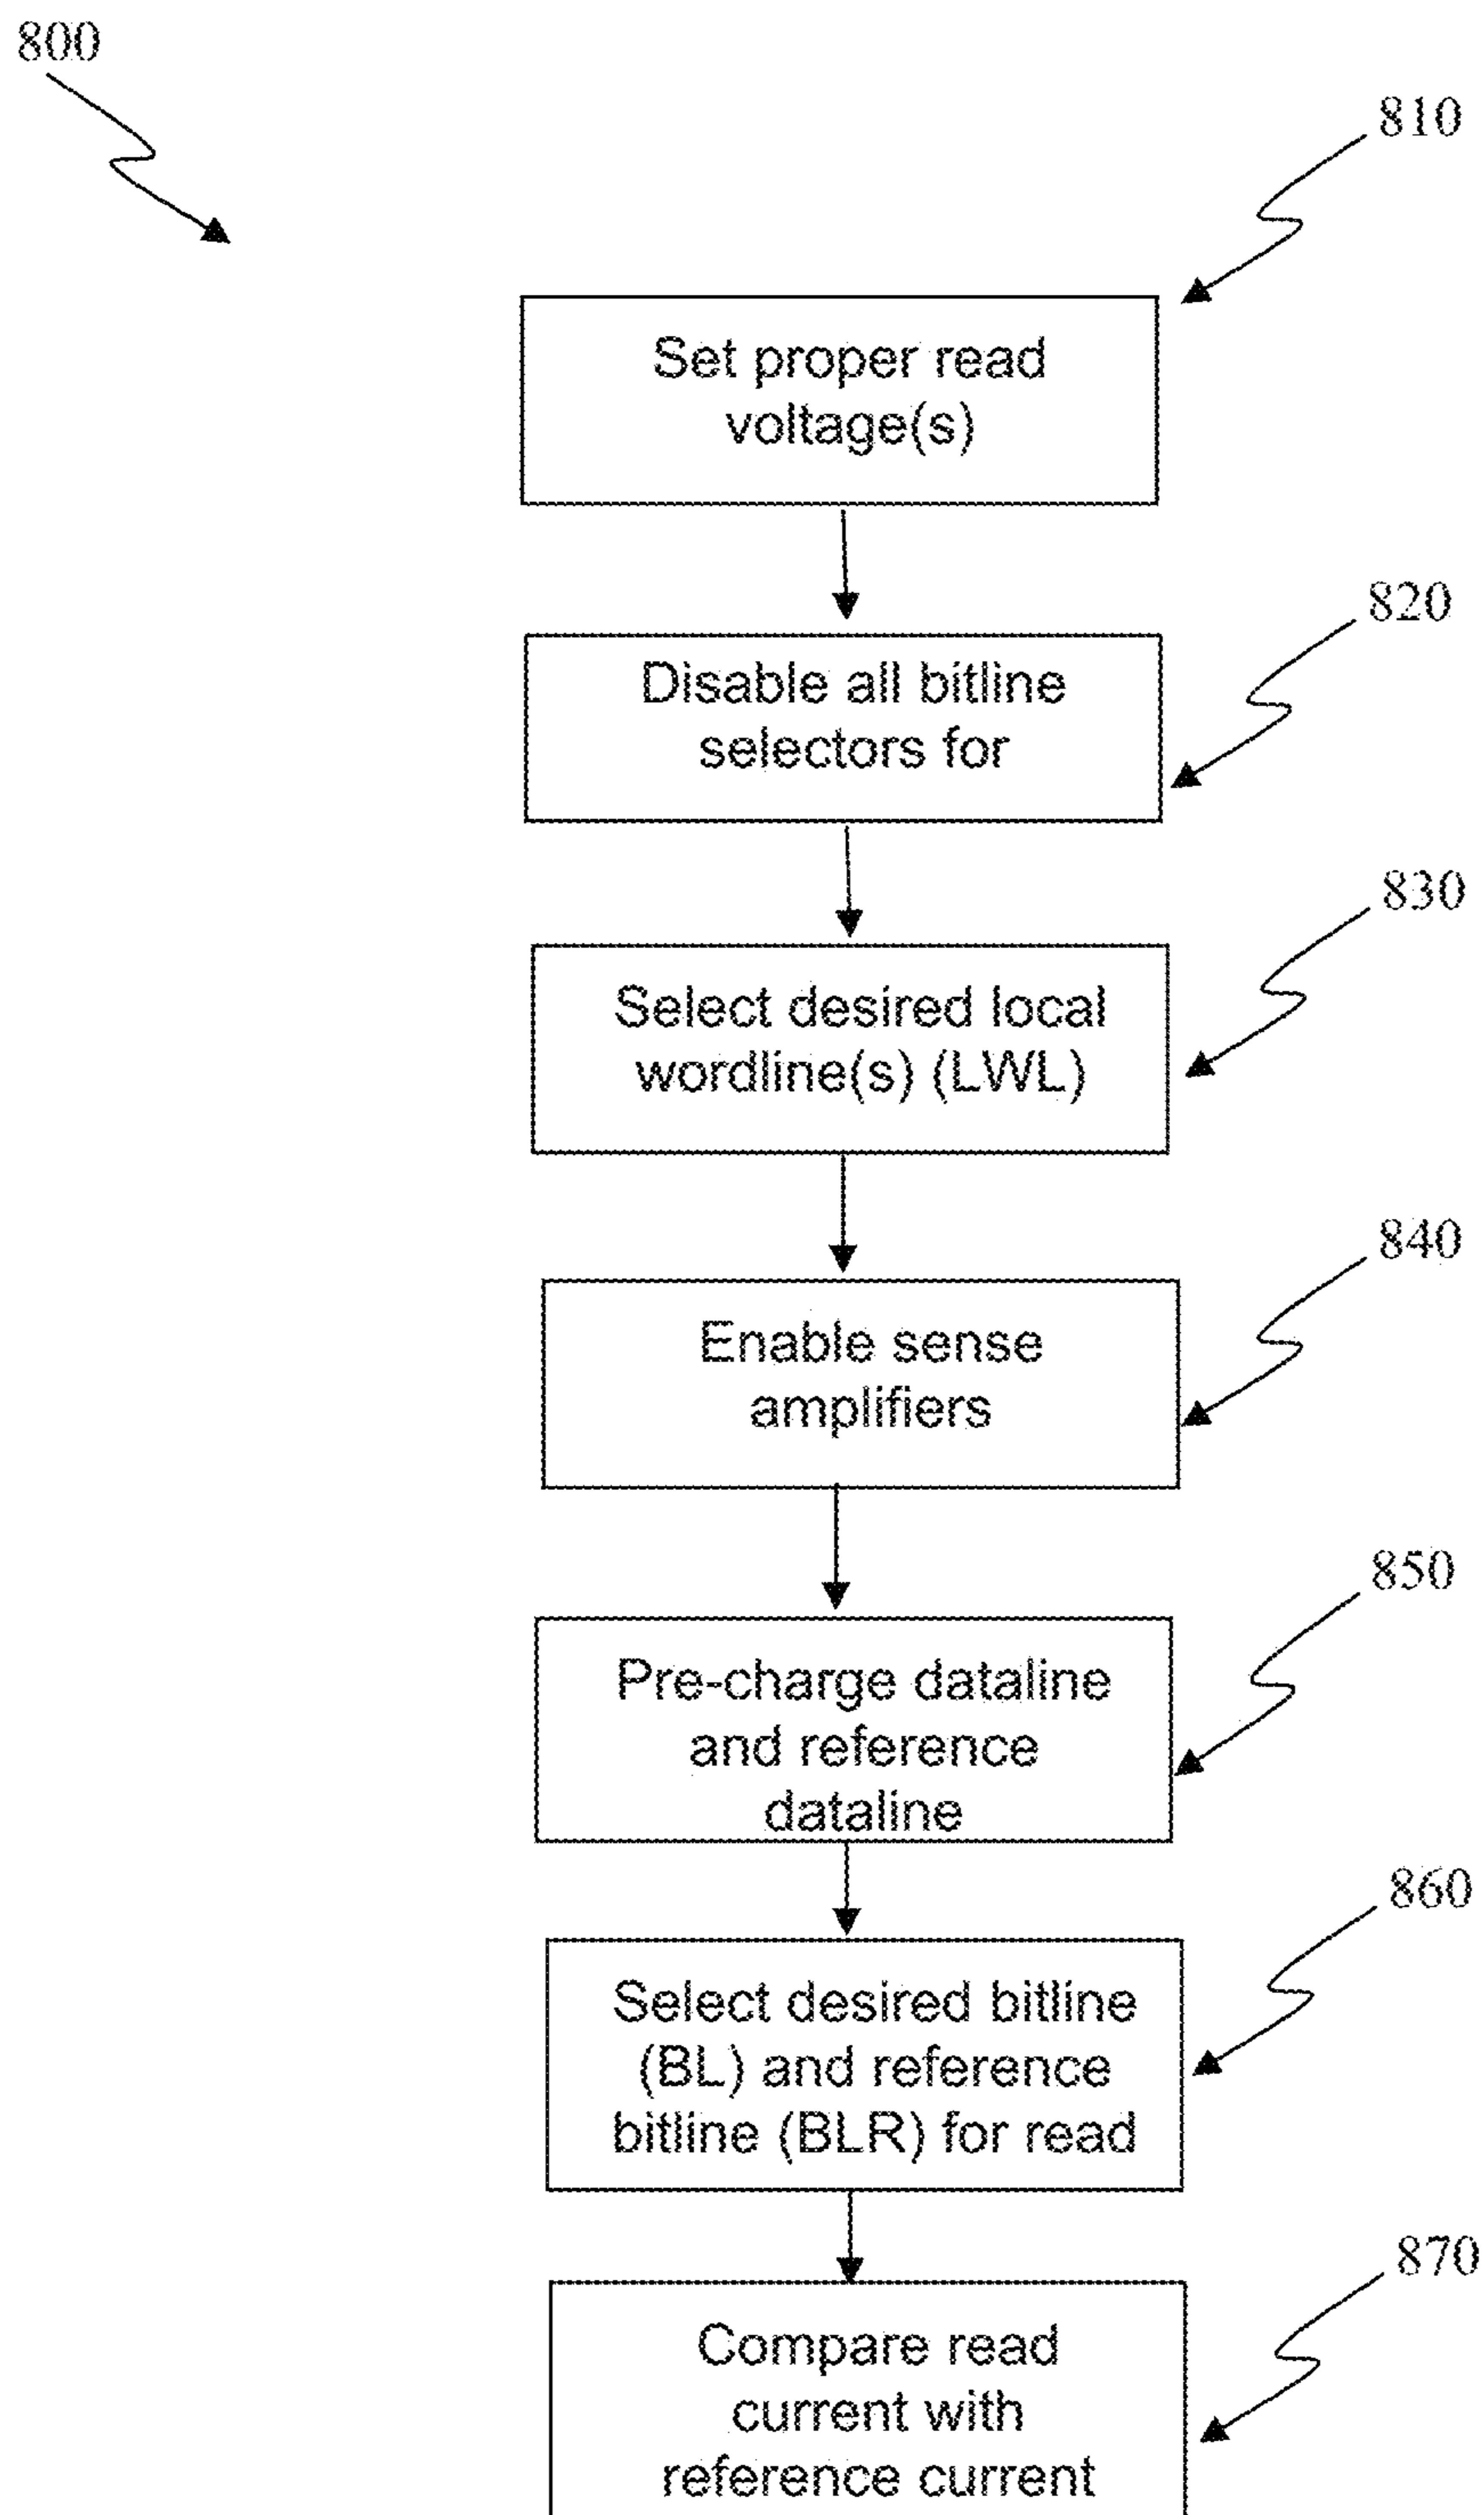 800
810
Set proper read
voltage(s)
820
Disable all bitline
selectors for
830
Select desired local
wordline(s) (LWL)
840
Enable sense
amplifiers
850
Pre-charge dataline
and reference
dataline
860
Select desired bitline
(BL) and reference
bitline (BLR) for read
870
Compare read
current with
reference current